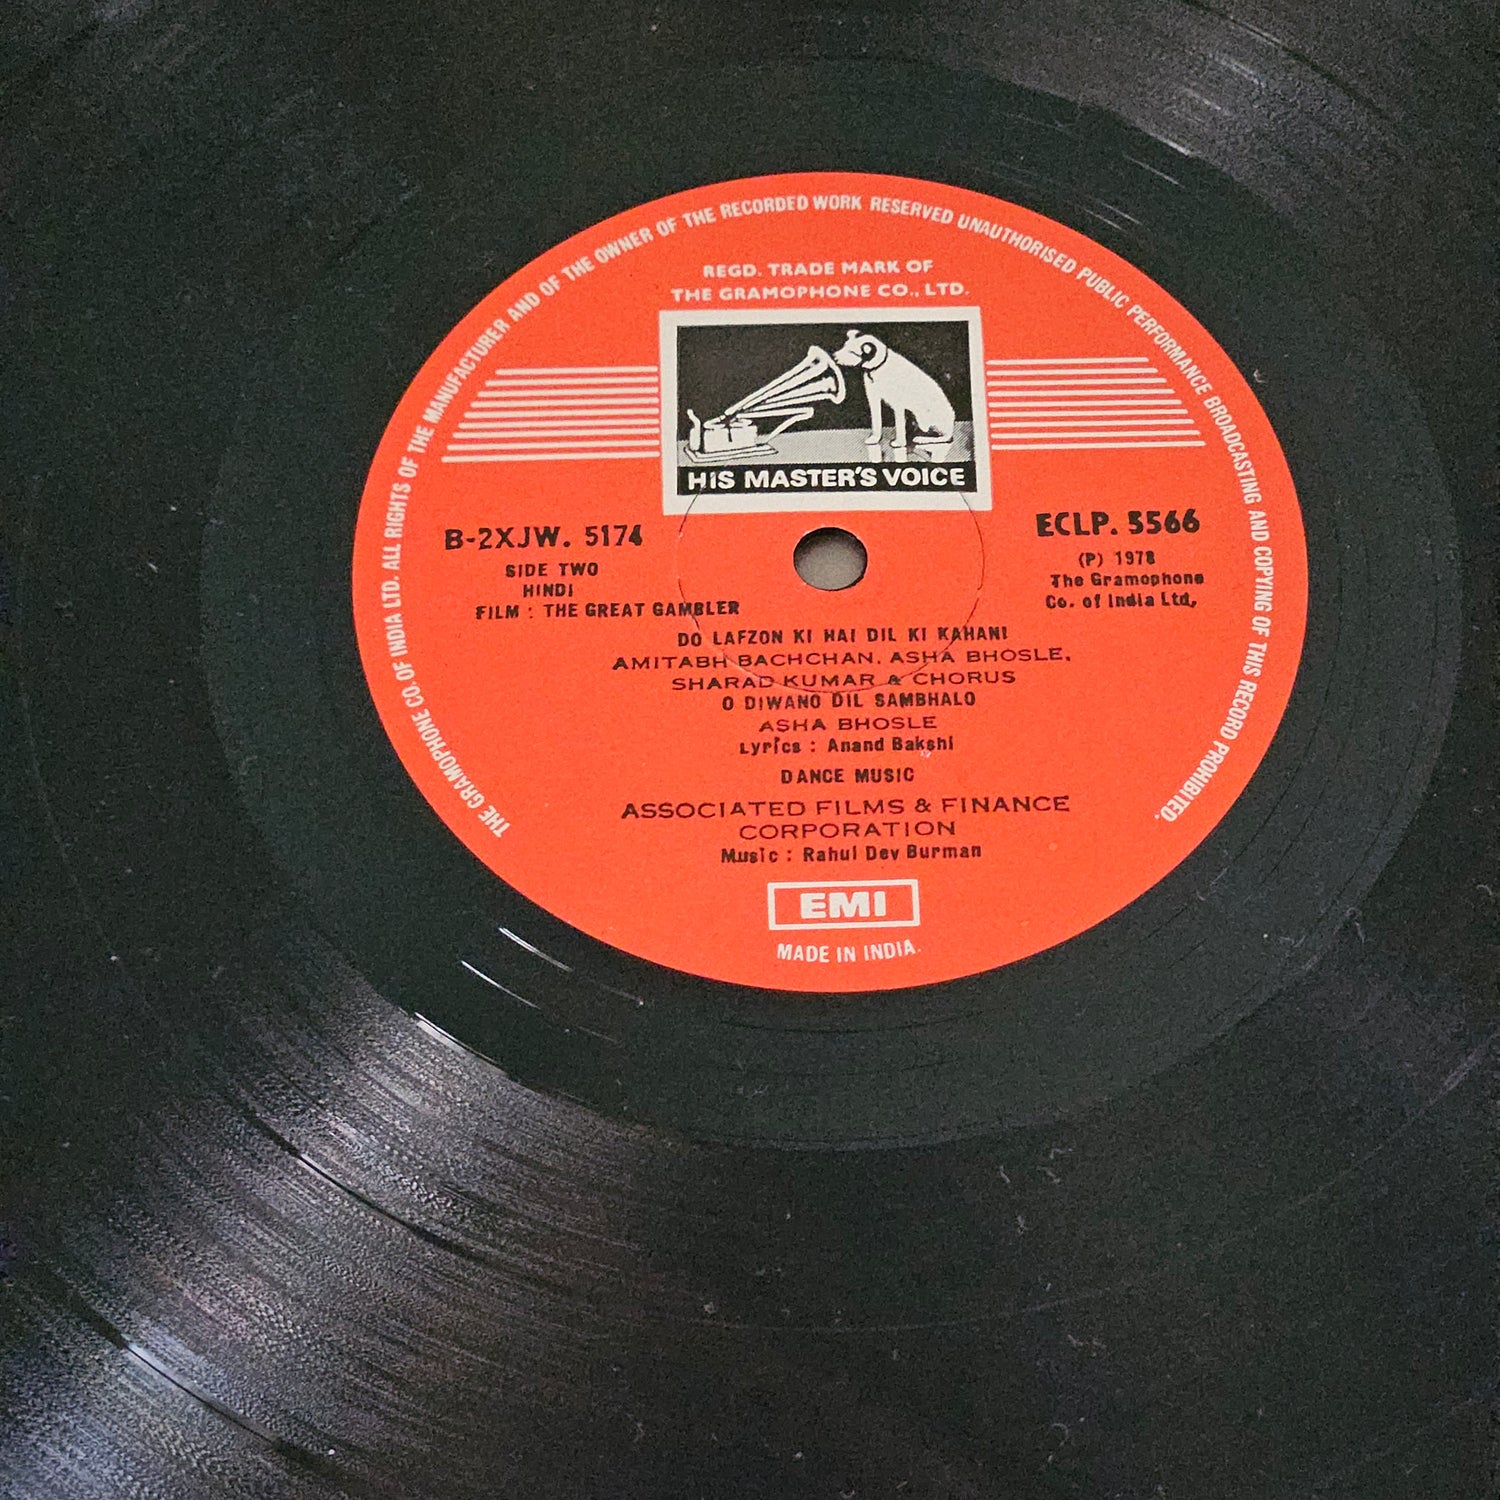 THE GRAMOPHONE CO. OF INDIA LTD. ALL RIGHTS OF THE MANUFACTURER AND OF THE OWNER OF THE RECORDED WORK RESERVED UNAUTHORISED PUBLIC PERFORMANCE BROADCASTING AND COPYING OF THIS RECORD PROHIBITED.
REGD. TRADE MARK OF
THE GRAMOPHONE CO., LTD.
HIS MASTER'S VOICE
B-2XJW. 5174
SIDE TWO
HINDI
FILM : THE GREAT GAMBLER
ECLP. 5566
(P) 1978
The Gramophone
Co. of India Ltd,
DO LAFZON KI HAI DIL KI KAHANI
AMITABH BACHCHAN, ASHA BHOSLE,
SHARAD KUMAR & CHORUS
O DIWANO DIL SAMBHALO
ASHA BHOSLE
Lyrics : Anand Bakshi
DANCE MUSIC
ASSOCIATED FILMS & FINANCE
CORPORATION
Music : Rahul Dev Burman
EMI
MADE IN INDIA.